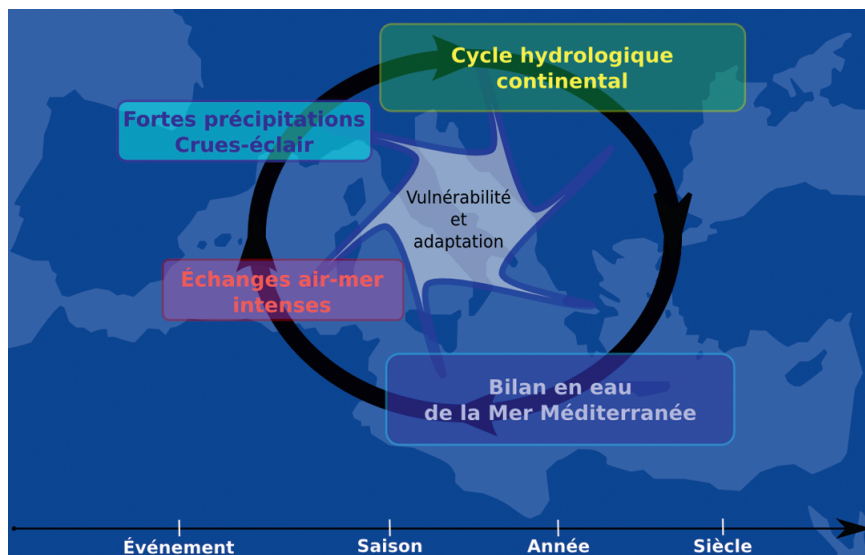 Cycle hydrologique
continental
Fortes précipitations
Crues-éclair
Vulnérabilité
et
adaptation
Échanges air-mer
intenses
Bilan en eau
de la Mer Méditerranée
Événement
Saison
Année
Siècle